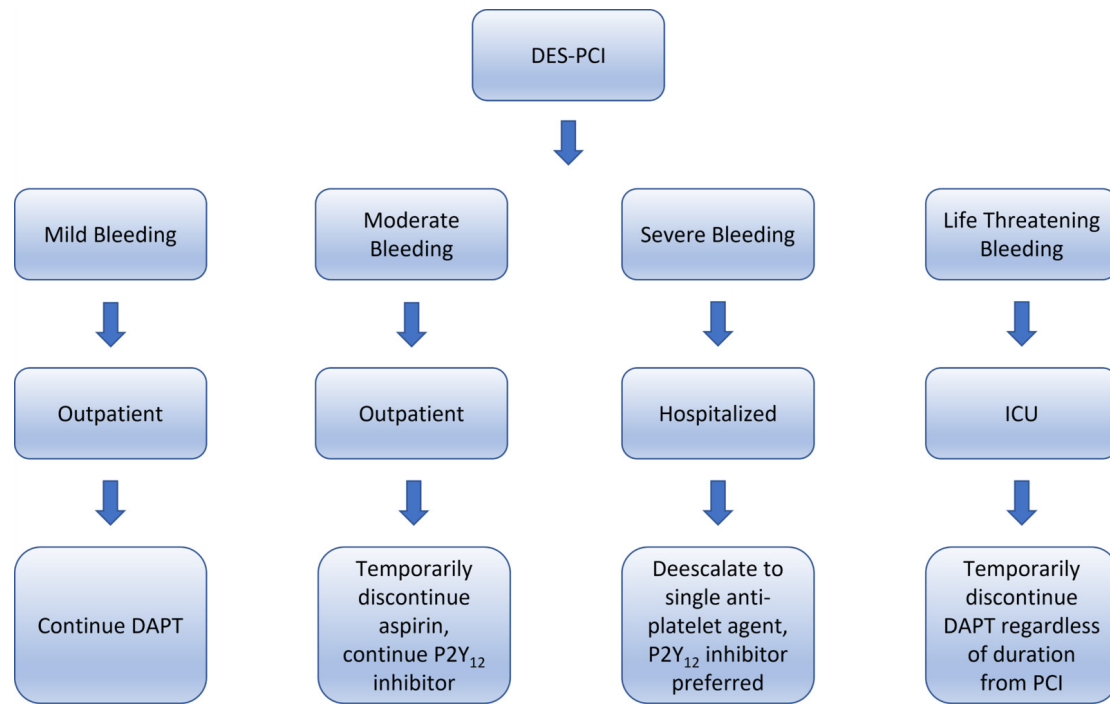 DES-PCI
Mild Bleeding
Moderate
Bleeding
Severe Bleeding
Life Threatening
Bleeding
Outpatient
Outpatient
Hospitalized
ICU
Continue DAPT
Temporarily
discontinue
aspirin,
continue P2Y₁₂
inhibitor
Deescalate to
single anti-
platelet agent,
P2Y₁₂ inhibitor
preferred
Temporarily
discontinue
DAPT regardless
of duration
from PCI